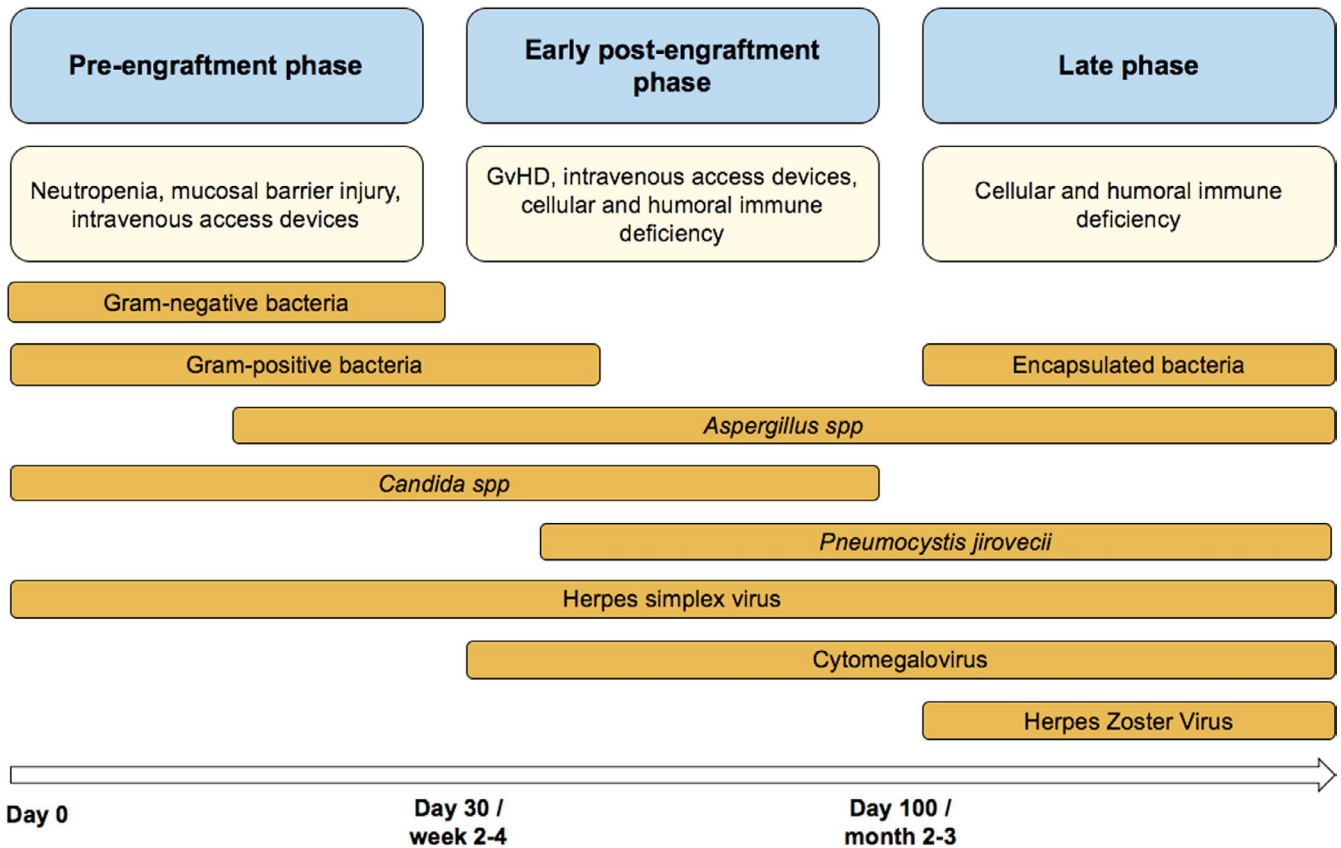 Pre-engraftment phase
Early post-engraftment
phase
Late phase
Neutropenia, mucosal barrier injury,
intravenous access devices
GvHD, intravenous access devices,
cellular and humoral immune
deficiency
Cellular and humoral immune
deficiency
Gram-negative bacteria
Gram-positive bacteria
Encapsulated bacteria
Aspergillus spp
Candida spp
Pneumocystis jirovecii
Herpes simplex virus
Cytomegalovirus
Herpes Zoster Virus
Day 0
Day 30 /
week 2-4
Day 100 /
month 2-3